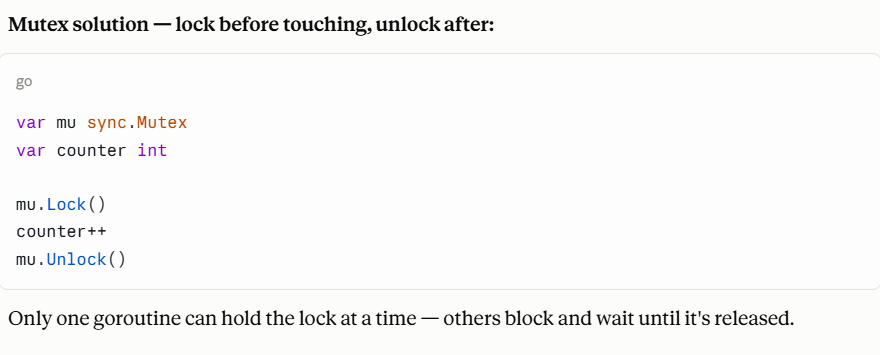 Mutex solution — lock before touching, unlock after:
go
var mu sync.Mutex
var counter int
mu.Lock()
counter++
mu.Unlock()
Only one goroutine can hold the lock at a time — others block and wait until it's released.